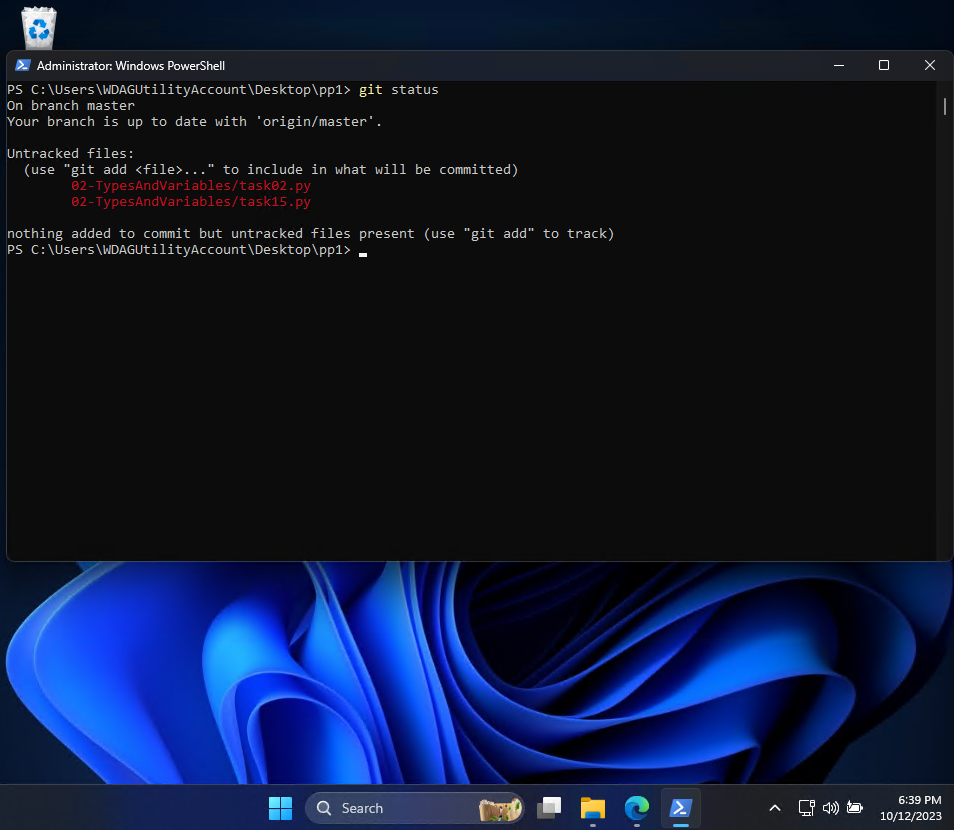 Administrator: Windows PowerShell
PS C:\Users\WDAGUtilityAccount\Desktop\pp1> git status
On branch master
Your branch is up to date with 'origin/master'.
Untracked files:
  (use "git add <file>..." to include in what will be committed)
        02-TypesAndVariables/task02.py
        02-TypesAndVariables/task15.py
nothing added to commit but untracked files present (use "git add" to track)
PS C:\Users\WDAGUtilityAccount\Desktop\pp1>
Search
6:39 PM
10/12/2023